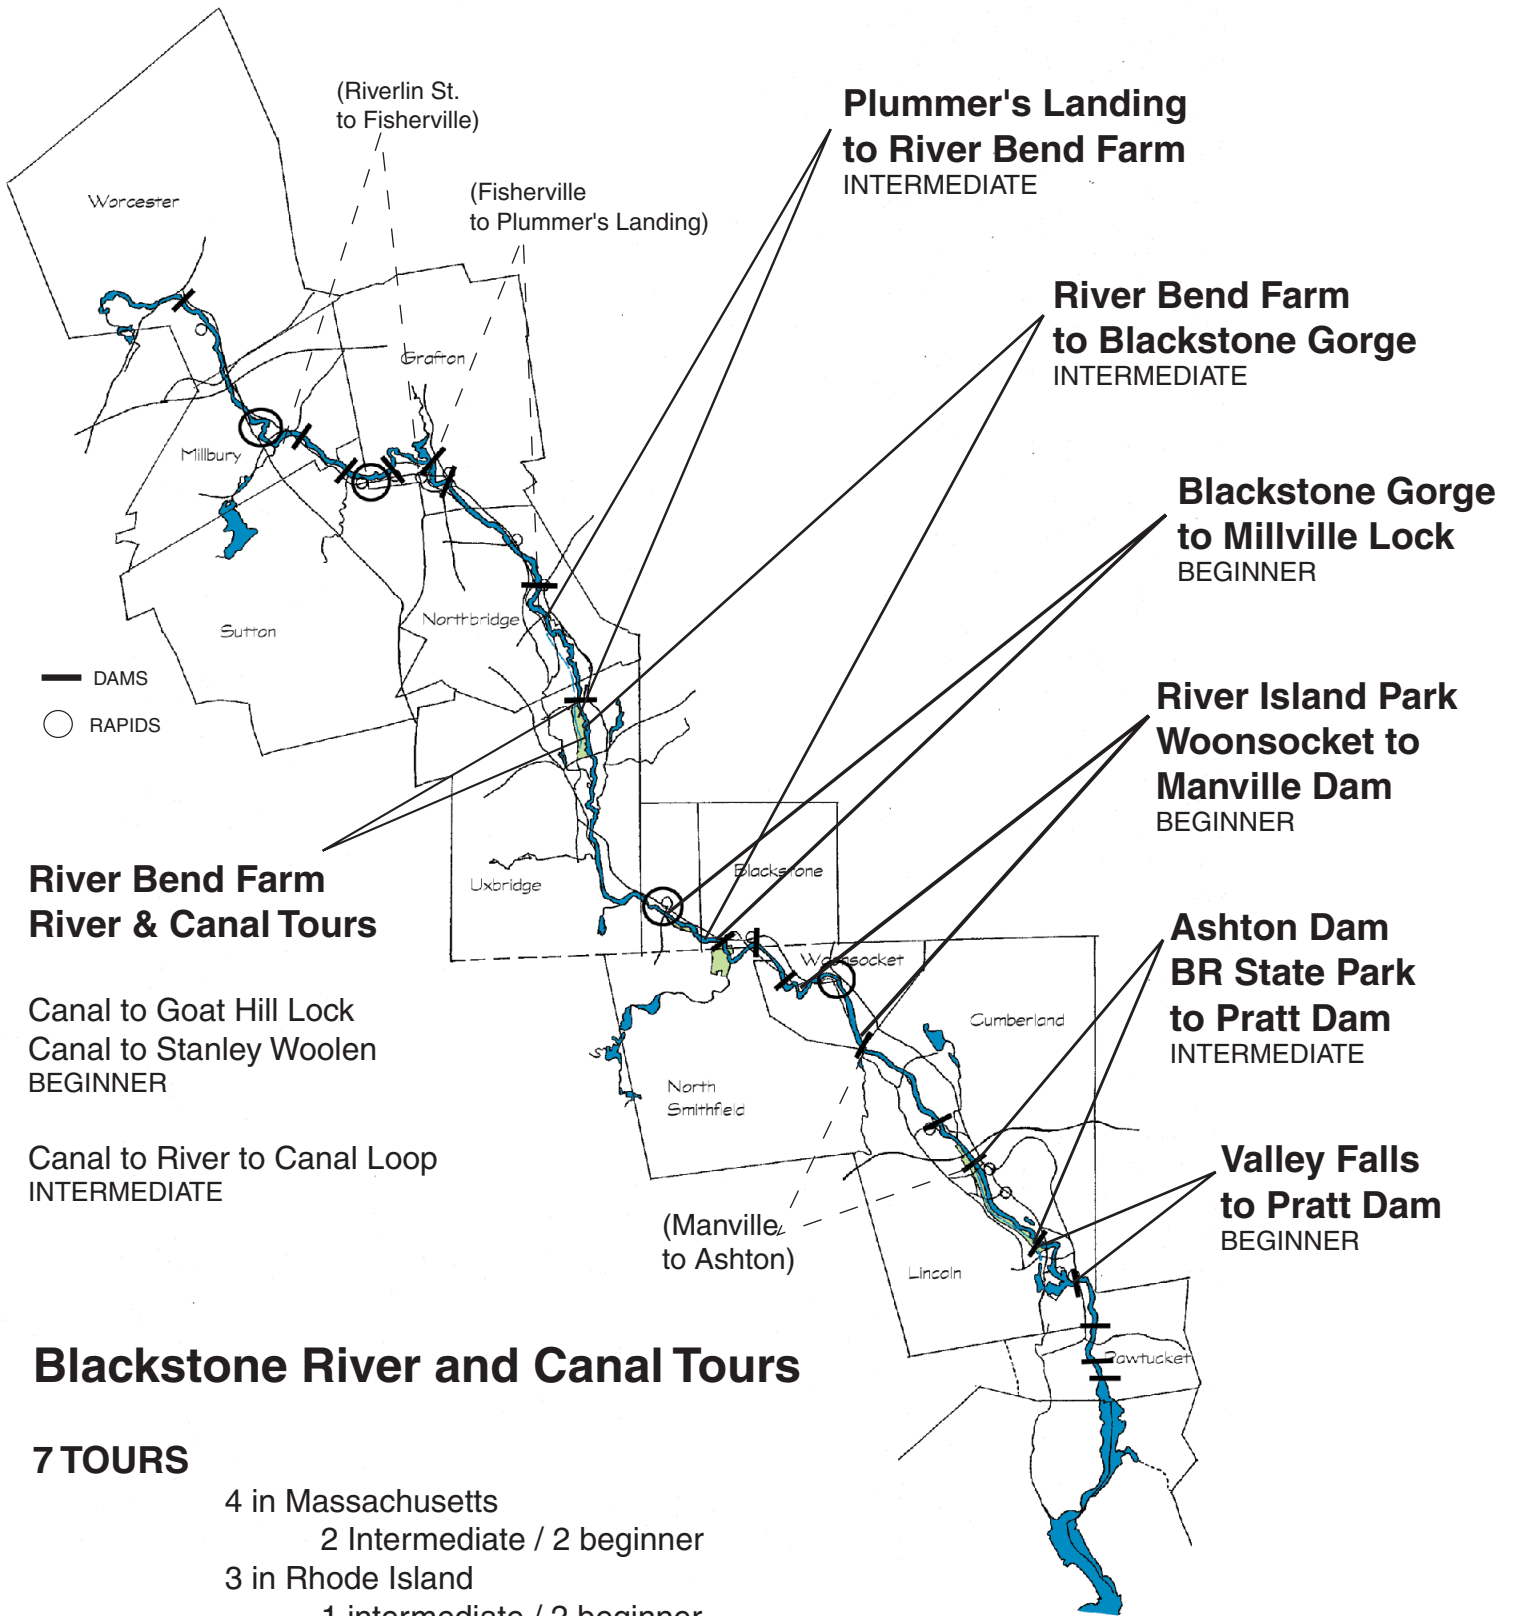 (Riverlin St.
to Fisherville)
(Fisherville
to Plummer's Landing)
Plummer's Landing
to River Bend Farm
INTERMEDIATE
River Bend Farm
to Blackstone Gorge
INTERMEDIATE
Blackstone Gorge
to Millville Lock
BEGINNER
River Island Park
Woonsocket to
Manville Dam
BEGINNER
Ashton Dam
BR State Park
to Pratt Dam
INTERMEDIATE
Valley Falls
to Pratt Dam
BEGINNER
Worcester
Grafton
Millbury
Sutton
Northbridge
DAMS
RAPIDS
Uxbridge
Blackstone
Woonsocket
Cumberland
North
Smithfield
Lincoln
Pawtucket
(Manville
to Ashton)
River Bend Farm
River & Canal Tours
Canal to Goat Hill Lock
Canal to Stanley Woolen
BEGINNER
Canal to River to Canal Loop
INTERMEDIATE
Blackstone River and Canal Tours
7 TOURS
4 in Massachusetts
2 Intermediate / 2 beginner
3 in Rhode Island
1 intermediate / 2 beginner